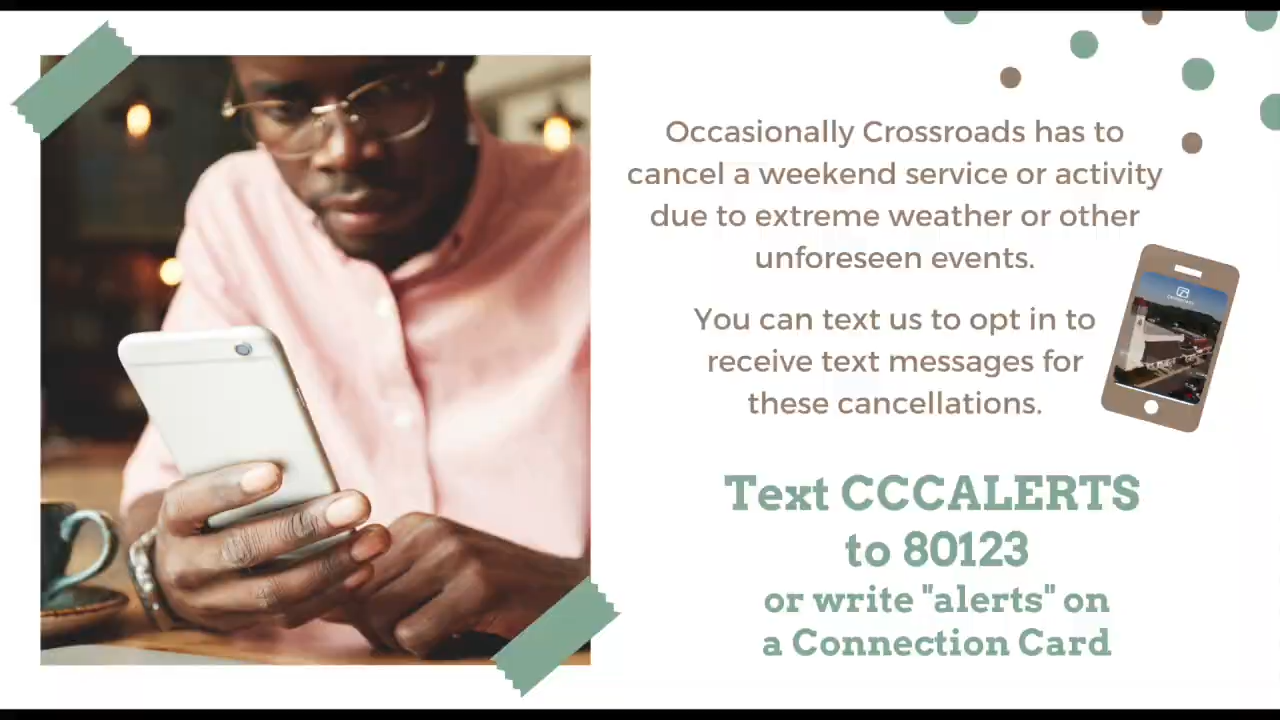 Occasionally Crossroads has to
cancel a weekend service or activity
due to extreme weather or other
unforeseen events.
You can text us to opt in to
receive text messages for
these cancellations.
Text CCCALERTS
to 80123
or write "alerts" on
a Connection Card